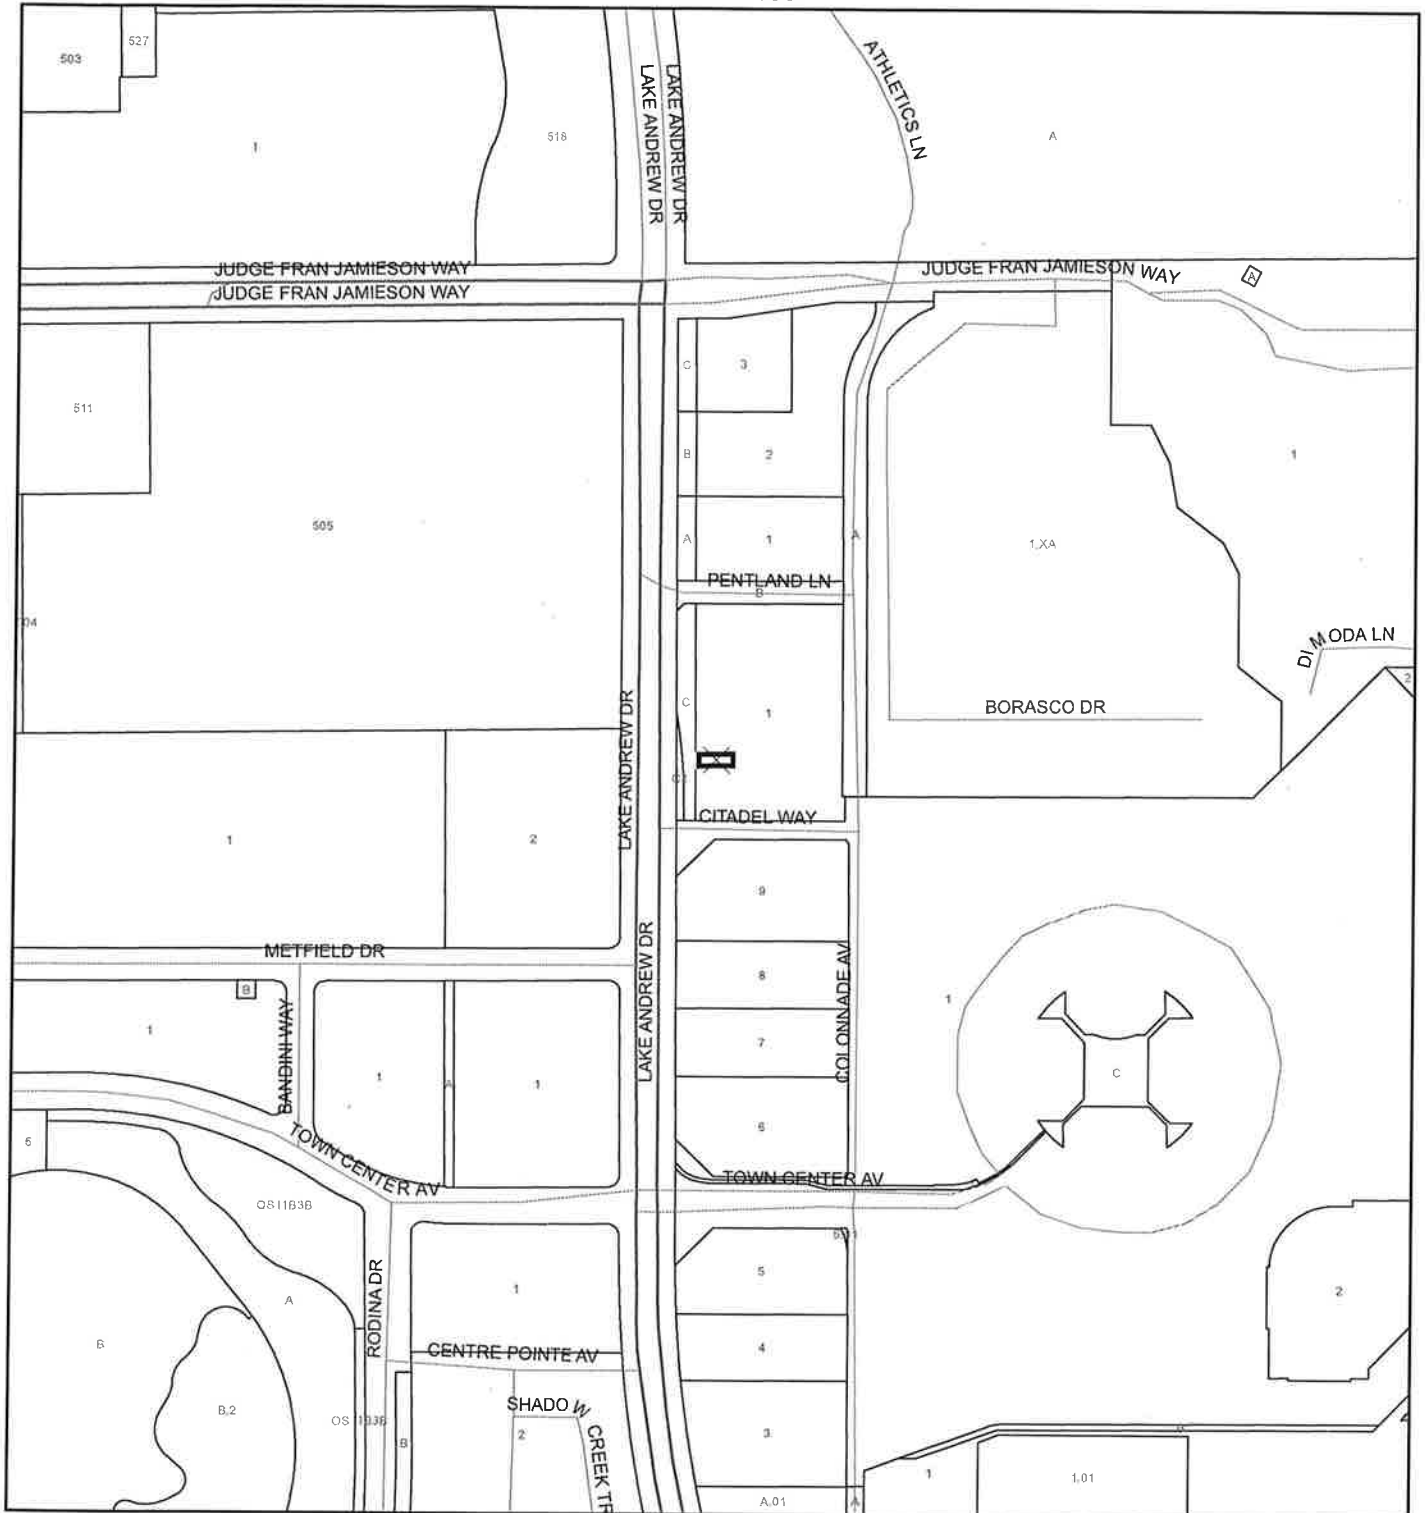 503
527
1
518
LAKE ANDREW DR
LAKE ANDREW DR
ATHLETICS LN
A
JUDGE FRAN JAMIESON WAY
JUDGE FRAN JAMIESON WAY
JUDGE FRAN JAMIESON WAY
A
511
C
3
B
2
1
505
A
1
A
1,XA
PENTLAND LN
B
04
DI MODA LN
2
C
1
BORASCO DR
LAKE ANDREW DR
CITADEL WAY
1
2
9
METFIELD DR
LAKE ANDREW DR
8
COLONNADE AV
1
B
1
BANDINI WAY
1
A
1
7
C
6
TOWN CENTER AV
TOWN CENTER AV
6
A
B
RODINA DR
1
5
4
2
CENTRE POINTE AV
B,2
B
SHADOW CREEK TR
2
3
1
1,01
A,01
A